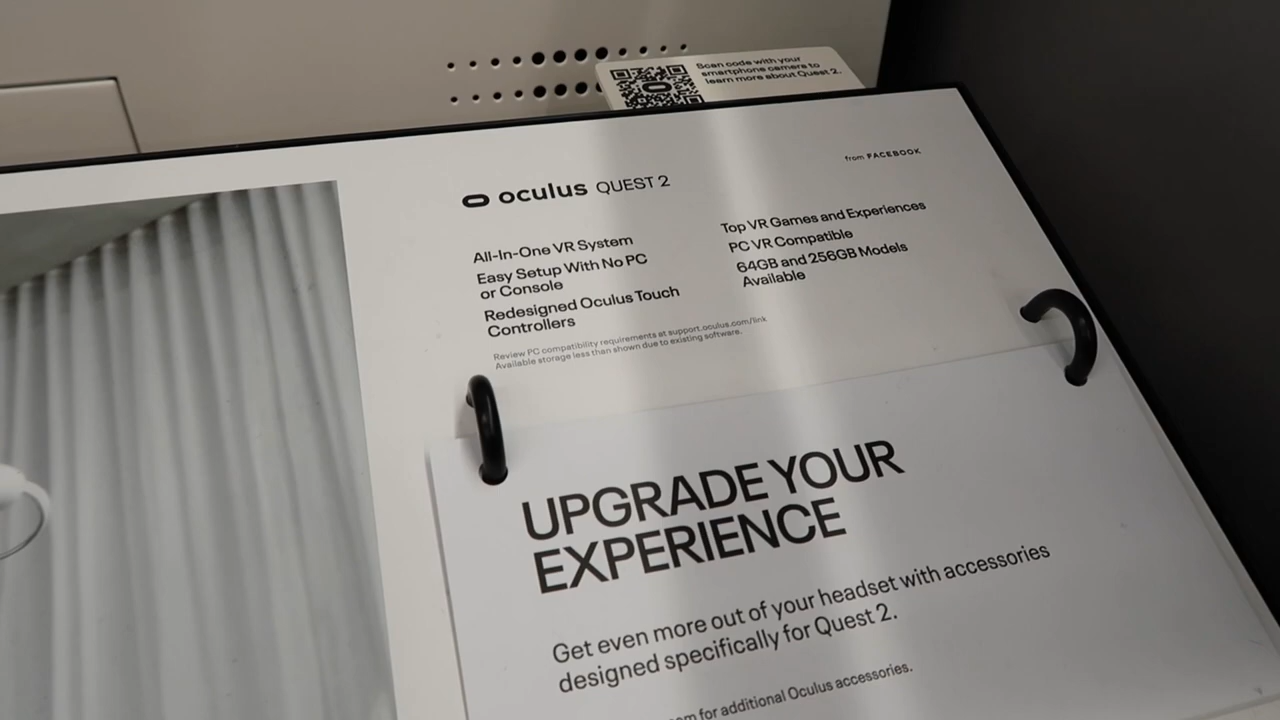 Scan code with your
smartphone camera to
learn more about Quest 2.
from FACEBOOK
oculus QUEST 2
All-In-One VR System
Easy Setup With No PC
or Console
Redesigned Oculus Touch
Controllers
Top VR Games and Experiences
PC VR Compatible
64GB and 256GB Models
Available
Review PC compatibility requirements at support.oculus.com/link
Available storage less than shown due to existing software.
UPGRADE YOUR
EXPERIENCE
Get even more out of your headset with accessories
designed specifically for Quest 2.
for additional Oculus accessories.